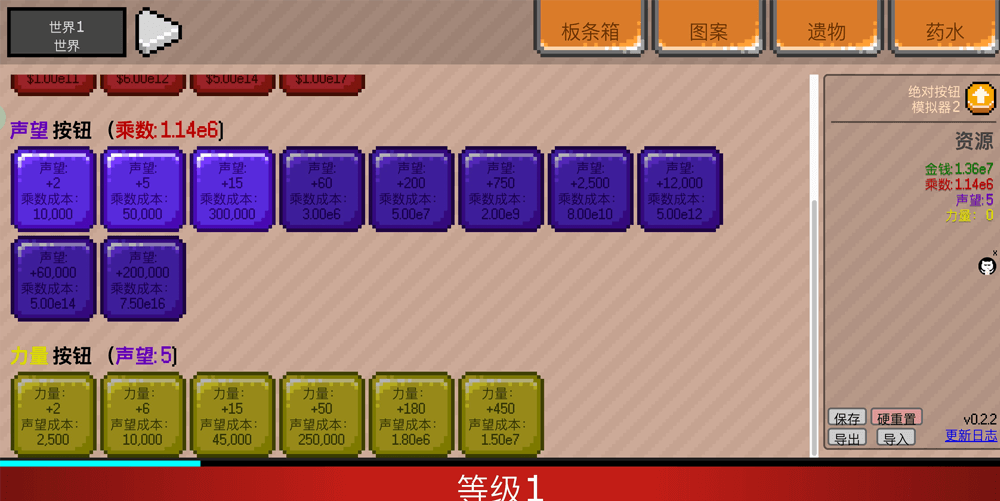 世界1
世界
板条箱
图案
遗物
药水
$1.00e11
$6.00e12
$5.00e14
$1.00e17
绝对按钮
模拟器2
资源
金钱:1.36e7
乘数:1.14e6
声望:5
力量: 0
声望 按钮 (乘数:1.14e6)
声望:
+2
乘数成本:
10,000
声望:
+5
乘数成本:
50,000
声望:
+15
乘数成本:
300,000
声望:
+60
乘数成本:
3.00e6
声望:
+200
乘数成本:
5.00e7
声望:
+750
乘数成本:
2.00e9
声望:
+2,500
乘数成本:
8.00e10
声望:
+12,000
乘数成本:
5.00e12
声望:
+60,000
乘数成本:
5.00e14
声望:
+200,000
乘数成本:
7.50e16
力量 按钮 (声望:5)
力量:
+2
声望成本:
2,500
力量:
+6
声望成本:
10,000
力量:
+15
声望成本:
45,000
力量:
+50
声望成本:
250,000
力量:
+180
声望成本:
1.80e6
力量:
+450
声望成本:
1.50e7
x
保存
硬重置
v0.2.2
导出
导入
更新日志
等级1